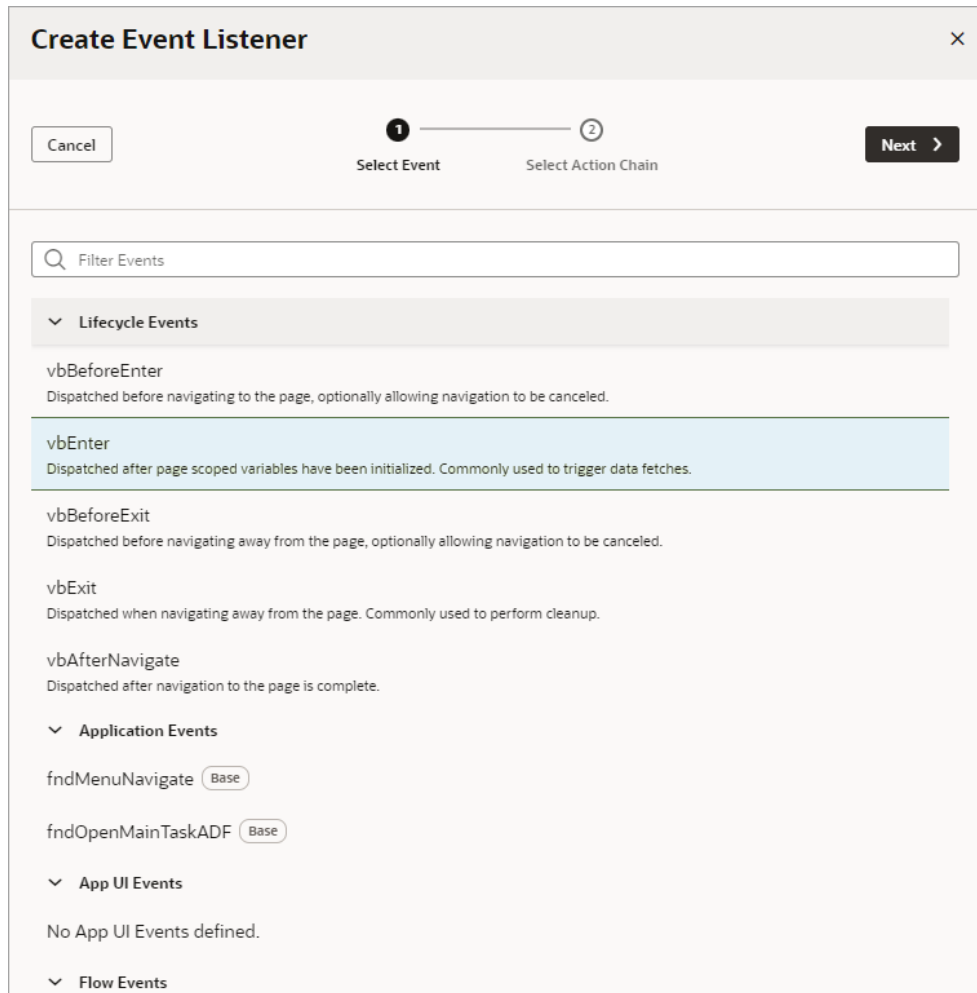 Create Event Listener
Cancel
1
2
Next
Select Event
Select Action Chain
Filter Events
Lifecycle Events
vbBeforeEnter
Dispatched before navigating to the page, optionally allowing navigation to be canceled.
vbEnter
Dispatched after page scoped variables have been initialized. Commonly used to trigger data fetches.
vbBeforeExit
Dispatched before navigating away from the page, optionally allowing navigation to be canceled.
vbExit
Dispatched when navigating away from the page. Commonly used to perform cleanup.
vbAfterNavigate
Dispatched after navigation to the page is complete.
Application Events
fndMenuNavigate Base
fndOpenMainTaskADF Base
App UI Events
No App UI Events defined.
Flow Events